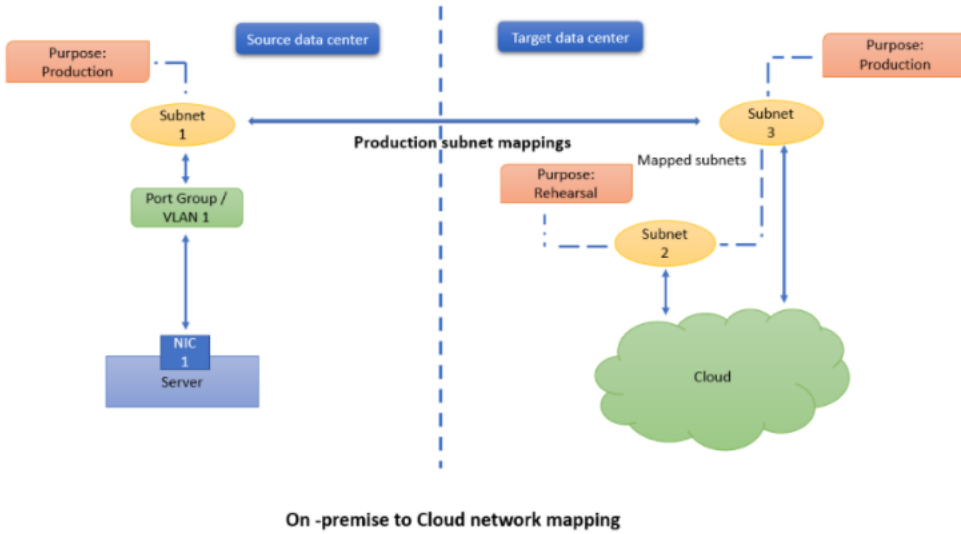 Source data center
Target data center
Purpose:
Production
Purpose:
Production
Subnet
1
Subnet
3
Production subnet mappings
Mapped subnets
Purpose:
Rehearsal
Port Group /
VLAN 1
Subnet
2
NIC
1
Server
Cloud
On -premise to Cloud network mapping